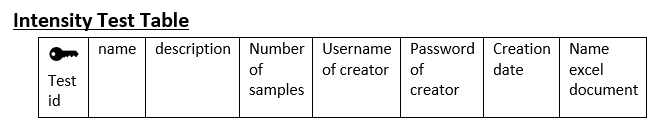 Intensity Test Table
Test
id
name
description
Number
of
samples
Username
of creator
Password
of
creator
Creation
date
Name
excel
document